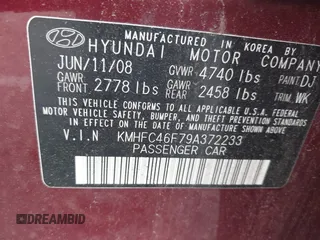 MANUFACTURED IN KOREA BY
HYUNDAI MOTOR COMPANY
JUN/11/08 GVWR 4740 lbs PAINT: DJ
GAWR FRONT 2778 lbs GAWR REAR 2458 lbs TRIM: WK
THIS VEHICLE CONFORMS TO ALL APPLICABLE U.S.A. FEDERAL
MOTOR VEHICLE SAFETY, BUMPER, AND THEFT
PREVENTION STANDARDS IN EFFECT ON THE DATE OF
MANUFACTURE SHOWN ABOVE.
V.I.N KMHFC46F79A372233
PASSENGER CAR
DREAMBID